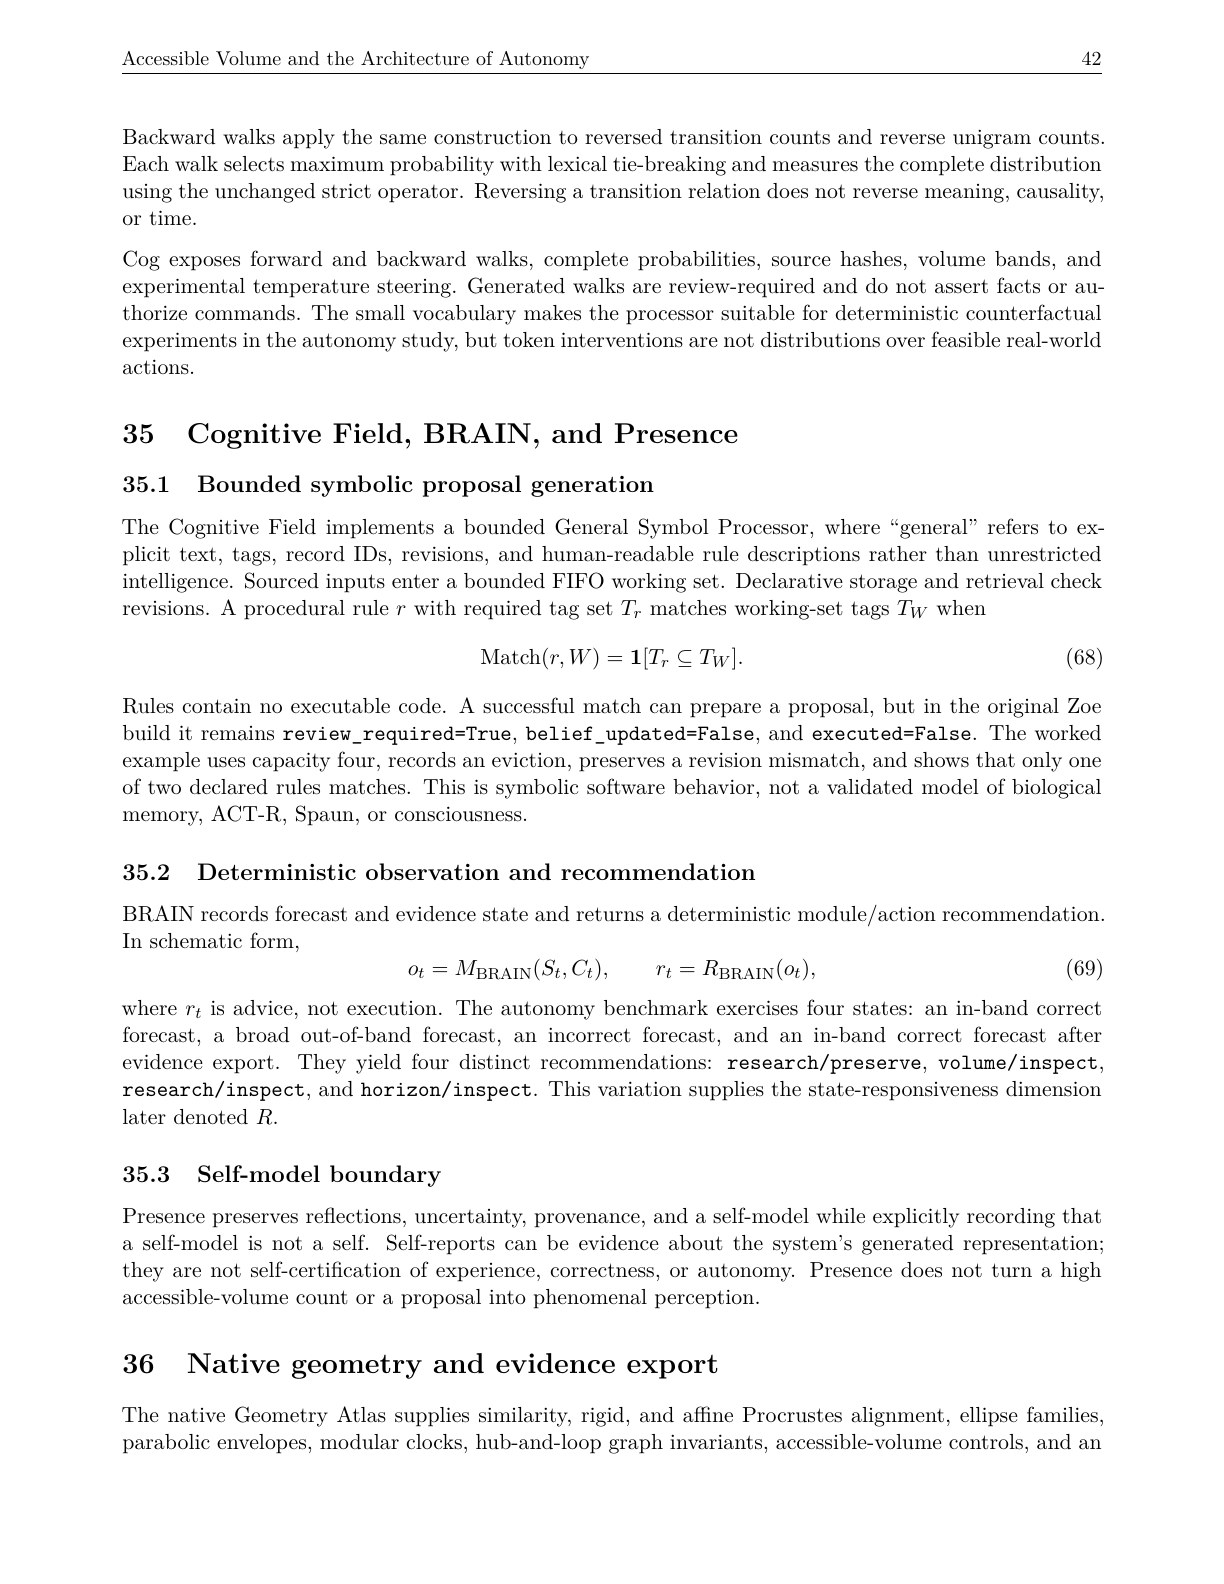 Accessible Volume and the Architecture of Autonomy 42
Backward walks apply the same construction to reversed transition counts and reverse unigram counts.
Each walk selects maximum probability with lexical tie-breaking and measures the complete distribution
using the unchanged strict operator. Reversing a transition relation does not reverse meaning, causality,
or time.
Cog exposes forward and backward walks, complete probabilities, source hashes, volume bands, and
experimental temperature steering. Generated walks are review-required and do not assert facts or au-
thorize commands. The small vocabulary makes the processor suitable for deterministic counterfactual
experiments in the autonomy study, but token interventions are not distributions over feasible real-world
actions.
35 Cognitive Field, BRAIN, and Presence
35.1 Bounded symbolic proposal generation
The Cognitive Field implements a bounded General Symbol Processor, where “general” refers to ex-
plicit text, tags, record IDs, revisions, and human-readable rule descriptions rather than unrestricted
intelligence. Sourced inputs enter a bounded FIFO working set. Declarative storage and retrieval check
revisions. A procedural rule r with required tag set T_r matches working-set tags T_W when
Match(r, W) = 1[T_r ⊆ T_W]. (68)
Rules contain no executable code. A successful match can prepare a proposal, but in the original Zoe
build it remains review_required=True, belief_updated=False, and executed=False. The worked
example uses capacity four, records an eviction, preserves a revision mismatch, and shows that only one
of two declared rules matches. This is symbolic software behavior, not a validated model of biological
memory, ACT-R, Spaun, or consciousness.
35.2 Deterministic observation and recommendation
BRAIN records forecast and evidence state and returns a deterministic module/action recommendation.
In schematic form,
o_t = M_BRAIN(S_t, C_t), r_t = R_BRAIN(o_t), (69)
where r_t is advice, not execution. The autonomy benchmark exercises four states: an in-band correct
forecast, a broad out-of-band forecast, an incorrect forecast, and an in-band correct forecast after
evidence export. They yield four distinct recommendations: research/preserve, volume/inspect,
research/inspect, and horizon/inspect. This variation supplies the state-responsiveness dimension
later denoted R.
35.3 Self-model boundary
Presence preserves reflections, uncertainty, provenance, and a self-model while explicitly recording that
a self-model is not a self. Self-reports can be evidence about the system’s generated representation;
they are not self-certification of experience, correctness, or autonomy. Presence does not turn a high
accessible-volume count or a proposal into phenomenal perception.
36 Native geometry and evidence export
The native Geometry Atlas supplies similarity, rigid, and affine Procrustes alignment, ellipse families,
parabolic envelopes, modular clocks, hub-and-loop graph invariants, accessible-volume controls, and an